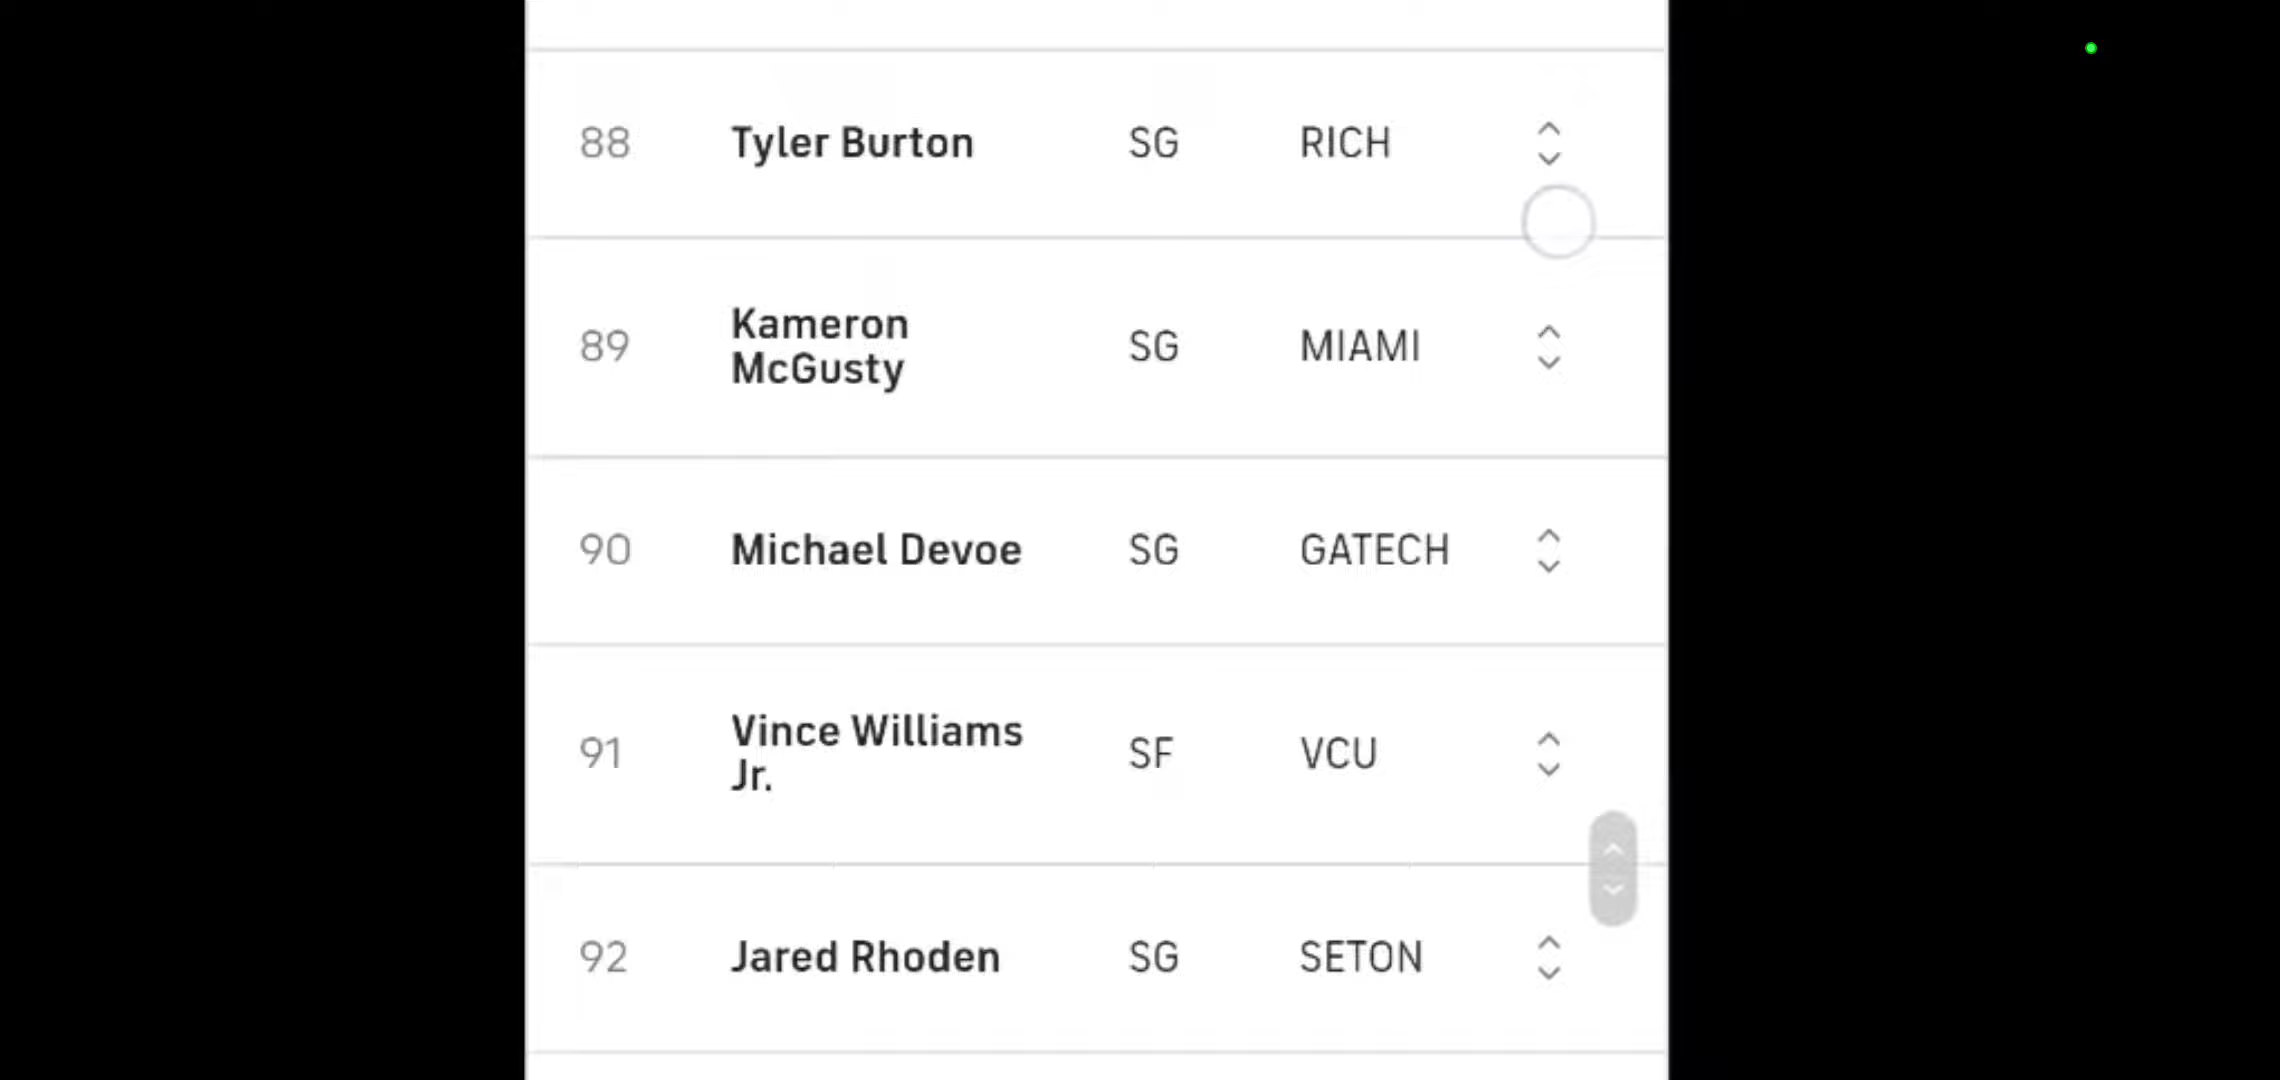 88 Tyler Burton SG RICH
89 Kameron McGusty SG MIAMI
90 Michael Devoe SG GATECH
91 Vince Williams Jr. SF VCU
92 Jared Rhoden SG SETON